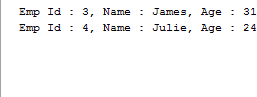 Emp Id : 3, Name : James, Age : 31
Emp Id : 4, Name : Julie, Age : 24